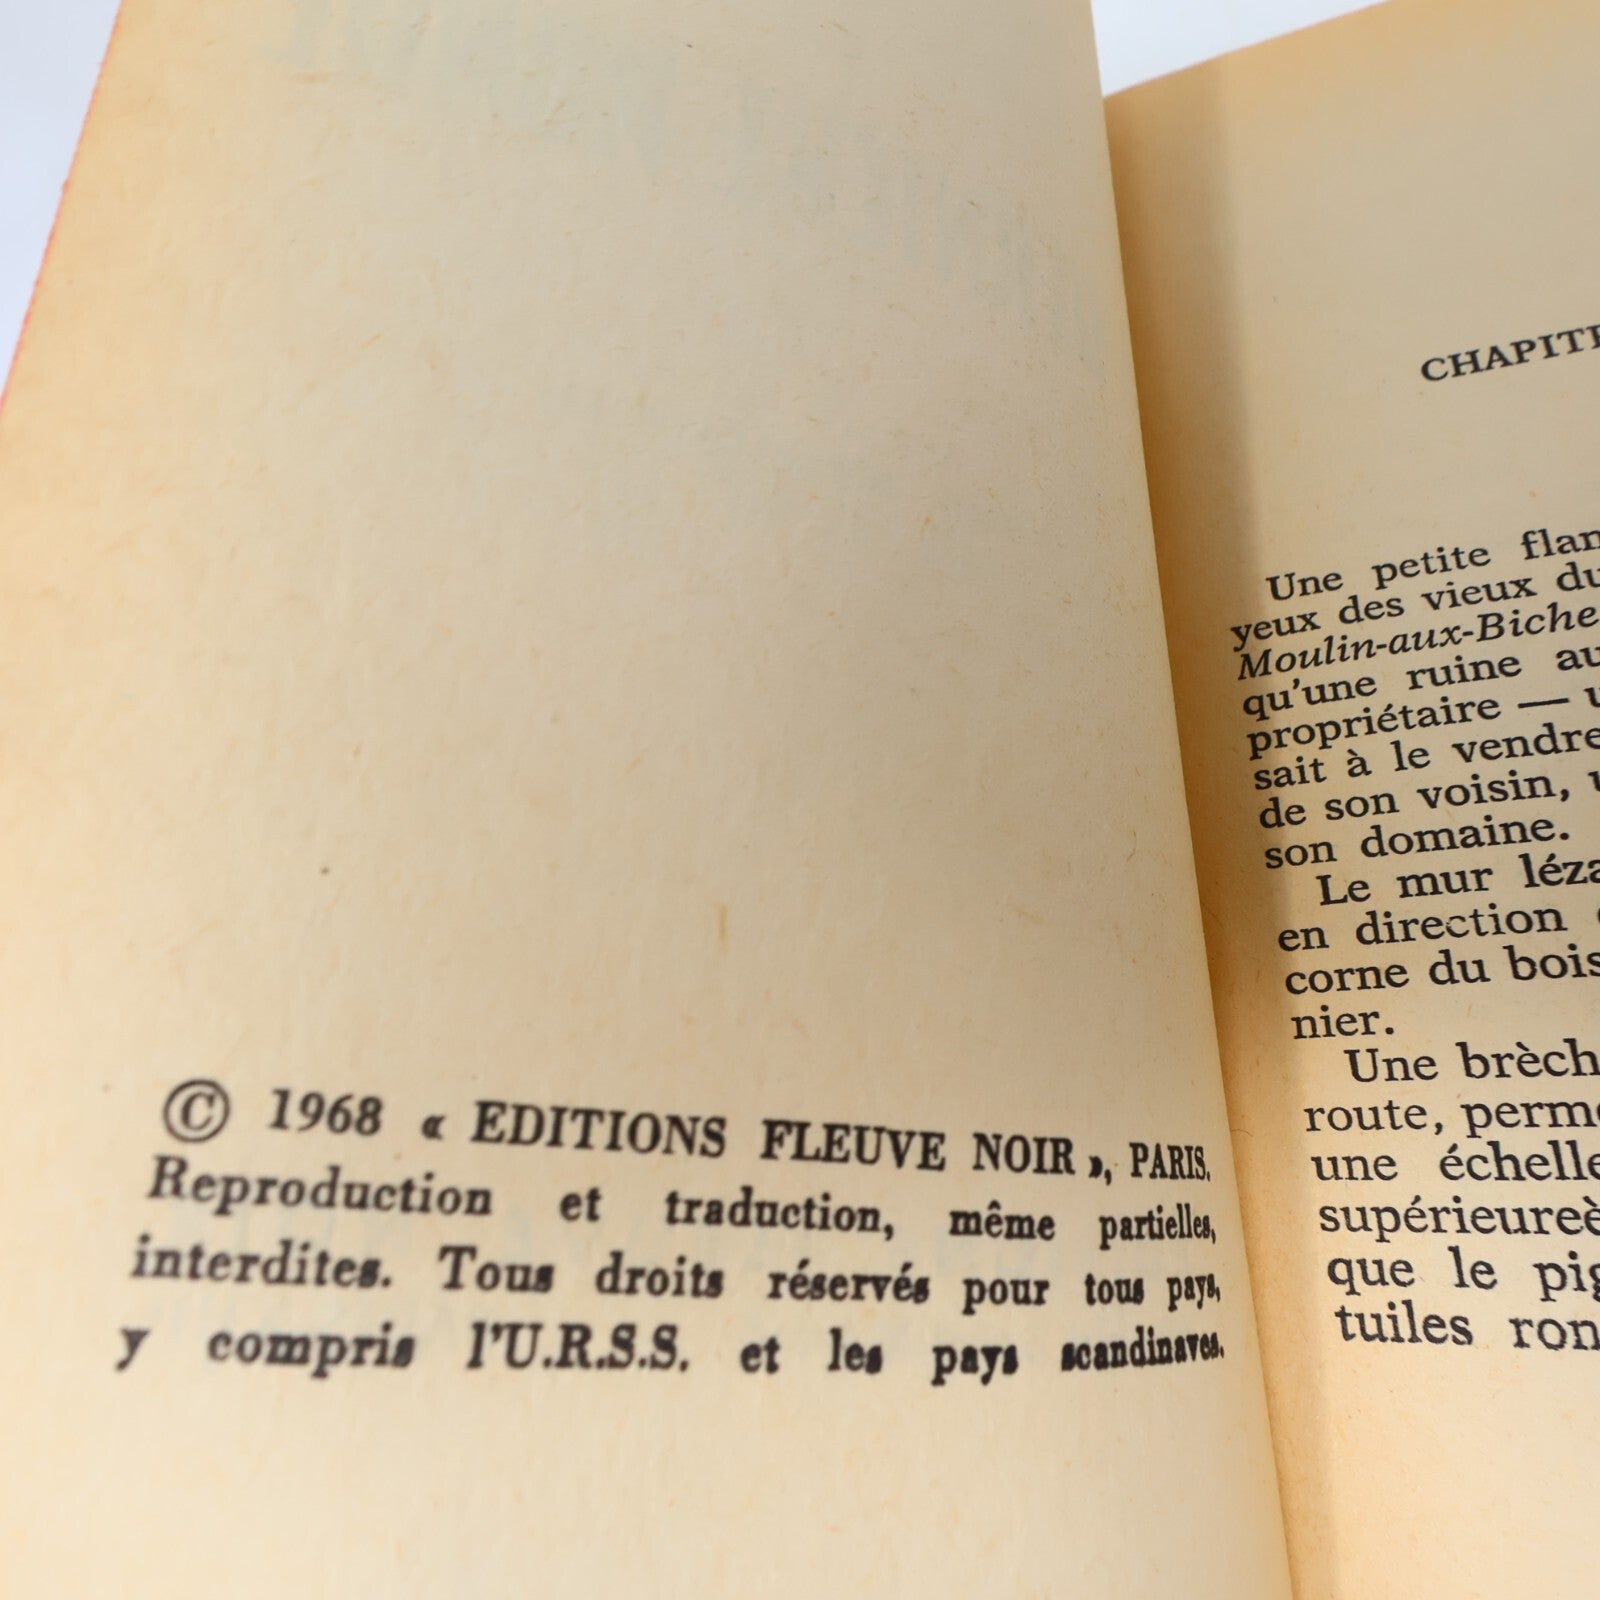 © 1968 « EDITIONS FLEUVE NOIR », PARIS.
Reproduction et traduction, même partielles,
interdites. Tous droits réservés pour tous pays,
y compris l'U.R.S.S. et les pays scandinaves.
CHAPIT
Une petite flam
yeux des vieux du
Moulin-aux-Biche
qu'une ruine au
propriétaire — u
sait à le vendre
de son voisin, u
son domaine.
Le mur léza
en direction
corne du bois
nier.
Une brèch
route, perme
une échelle
supérieureè
que le pig
tuiles ron